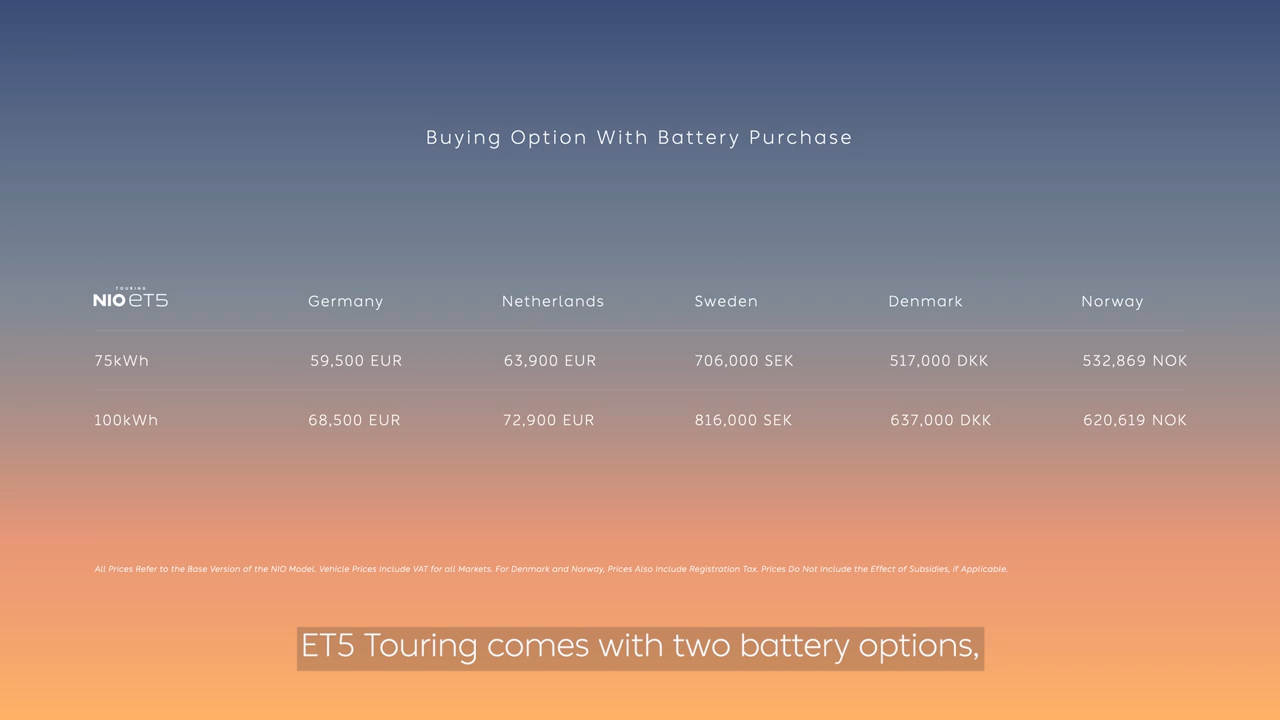 Buying Option With Battery Purchase
TOURING
NIO ET5 Germany Netherlands Sweden Denmark Norway
75kWh 59,500 EUR 63,900 EUR 706,000 SEK 517,000 DKK 532,869 NOK
100kWh 68,500 EUR 72,900 EUR 816,000 SEK 637,000 DKK 620,619 NOK
All Prices Refer to the Base Version of the NIO Model. Vehicle Prices Include VAT for all Markets. For Denmark and Norway, Prices Also Include Registration Tax. Prices Do Not Include the Effect of Subsidies, if Applicable.
ET5 Touring comes with two battery options,